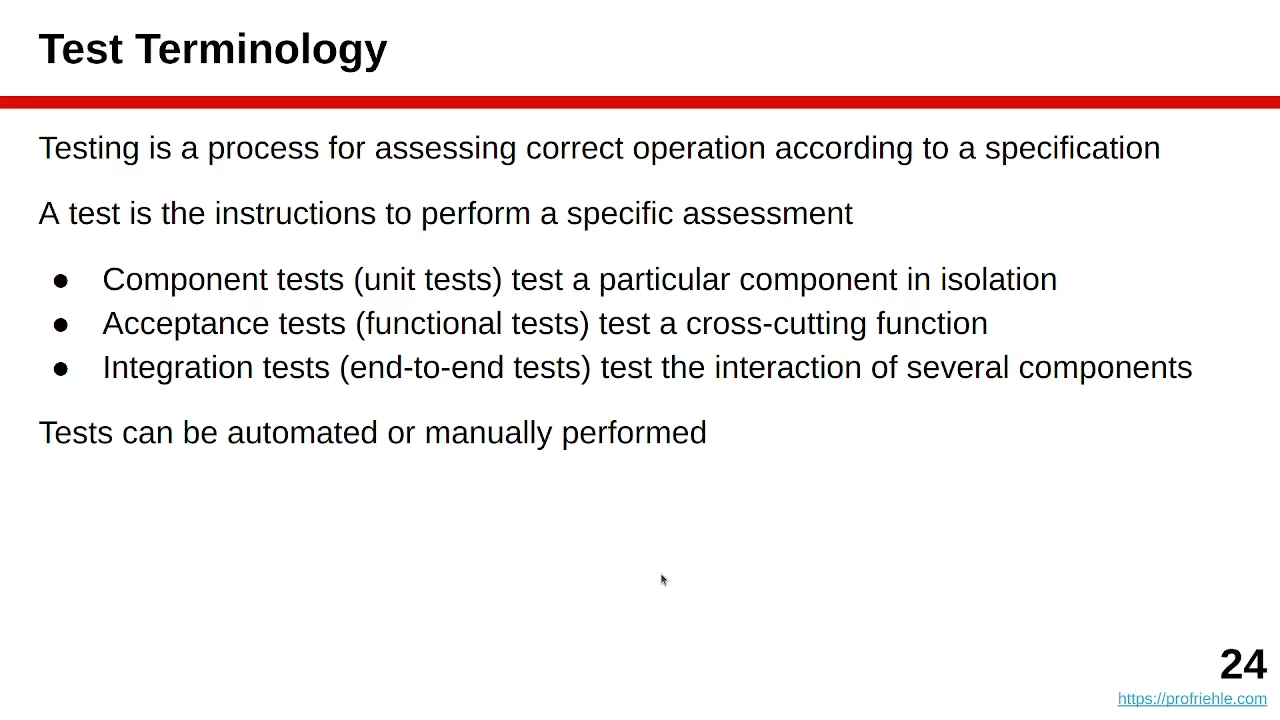 Test Terminology
Testing is a process for assessing correct operation according to a specification
A test is the instructions to perform a specific assessment
● Component tests (unit tests) test a particular component in isolation
● Acceptance tests (functional tests) test a cross-cutting function
● Integration tests (end-to-end tests) test the interaction of several components
Tests can be automated or manually performed
24
https://profriehle.com